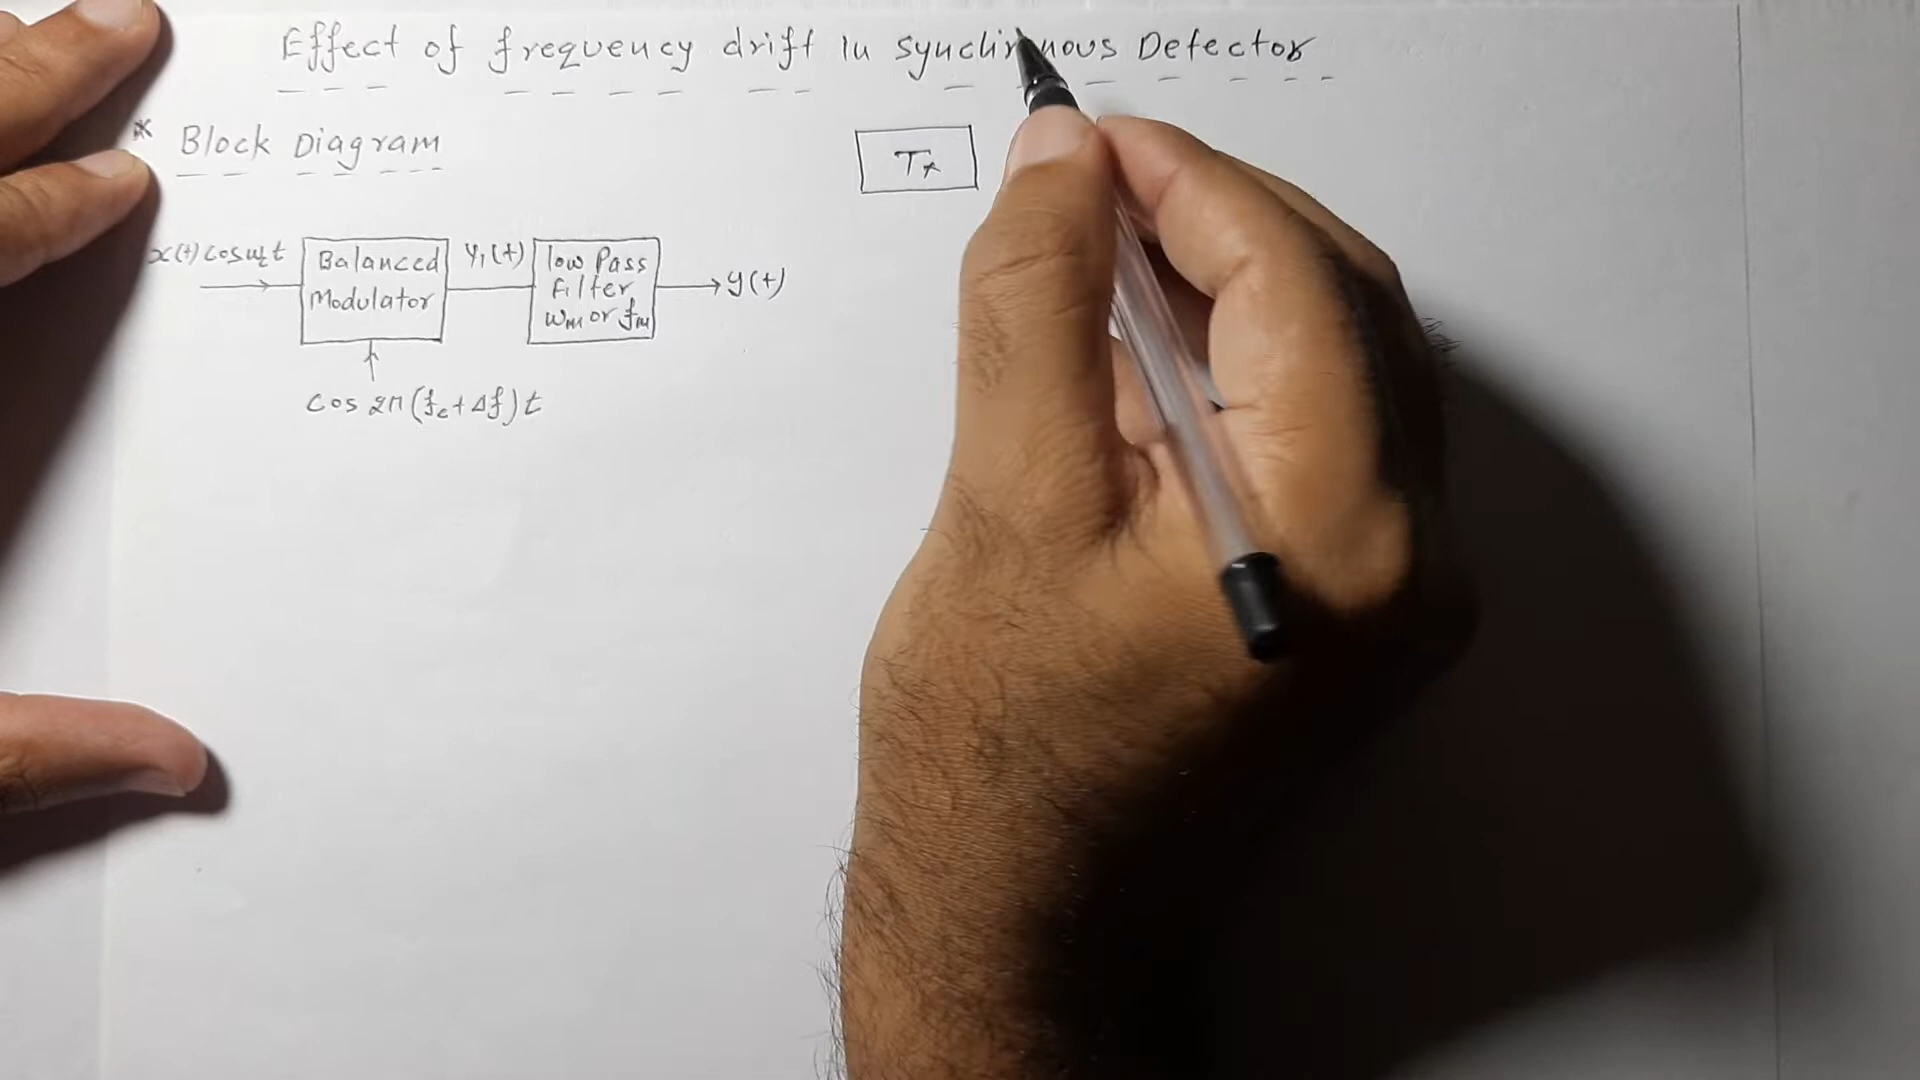 Effect of frequency drift in synchronous Detector
* Block Diagram
Tx
x(t) cosωct
Balanced
Modulator
y1(t)
low Pass
filter
ωm or fm
y(t)
cos 2π(fc+Δf)t